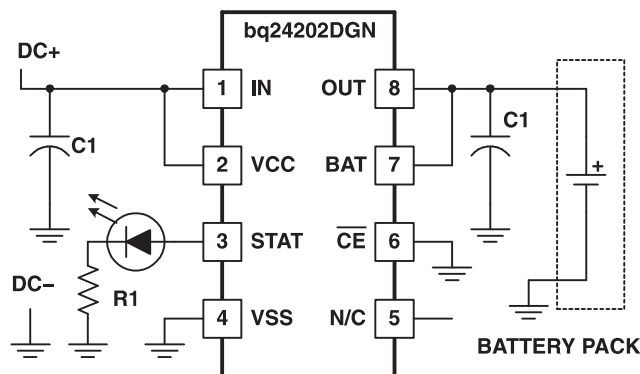 bq24202DGN
DC+
1 IN OUT 8
C1 C1
2 VCC BAT 7
+
3 STAT CE 6
DC–
R1
4 VSS N/C 5
BATTERY PACK